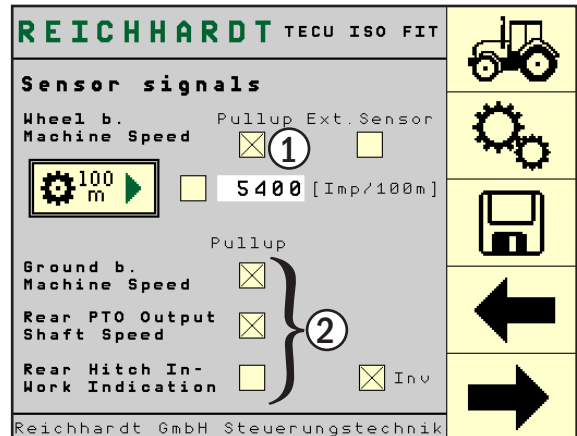 REICHHARDT TECU ISO FIT
Sensor signals
Wheel b. Pullup Ext.Sensor
Machine Speed 1
100 m 5400 [Imp/100m]
Pullup
Ground b.
Machine Speed
Rear PTO Output
Shaft Speed 2
Rear Hitch In-
Work Indication Inv
Reichhardt GmbH Steuerungstechnik